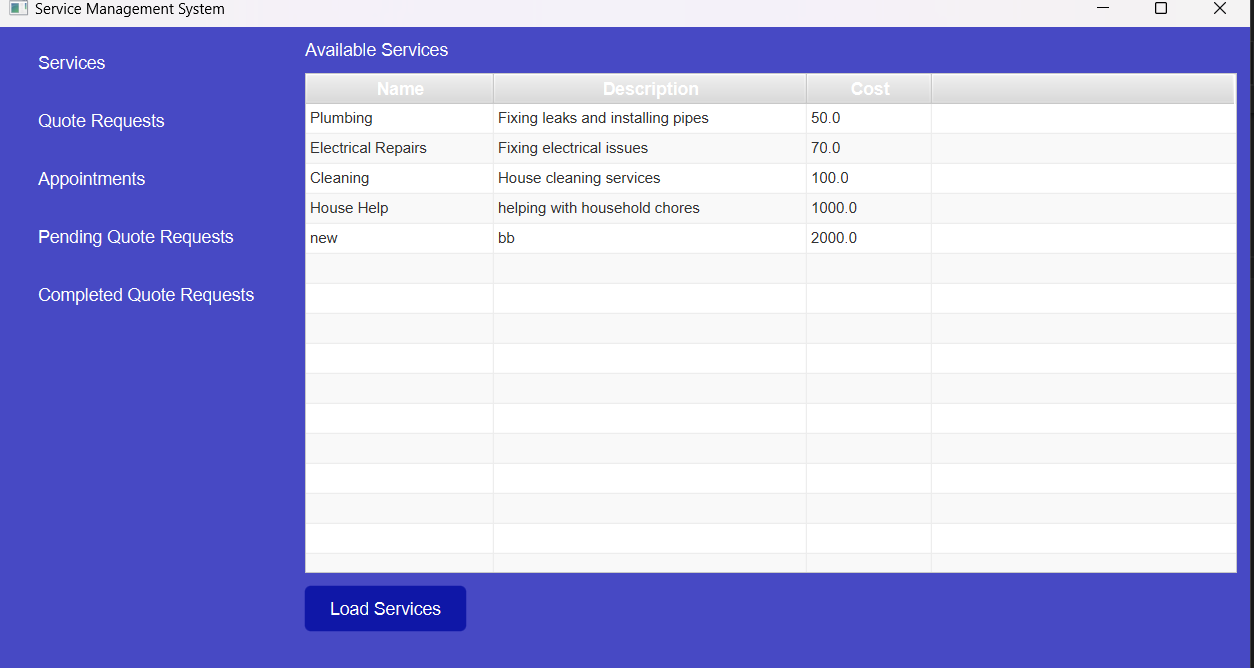 Service Management System
Services
Quote Requests
Appointments
Pending Quote Requests
Completed Quote Requests
Available Services
Name Description Cost
Plumbing Fixing leaks and installing pipes 50.0
Electrical Repairs Fixing electrical issues 70.0
Cleaning House cleaning services 100.0
House Help helping with household chores 1000.0
new bb 2000.0
Load Services